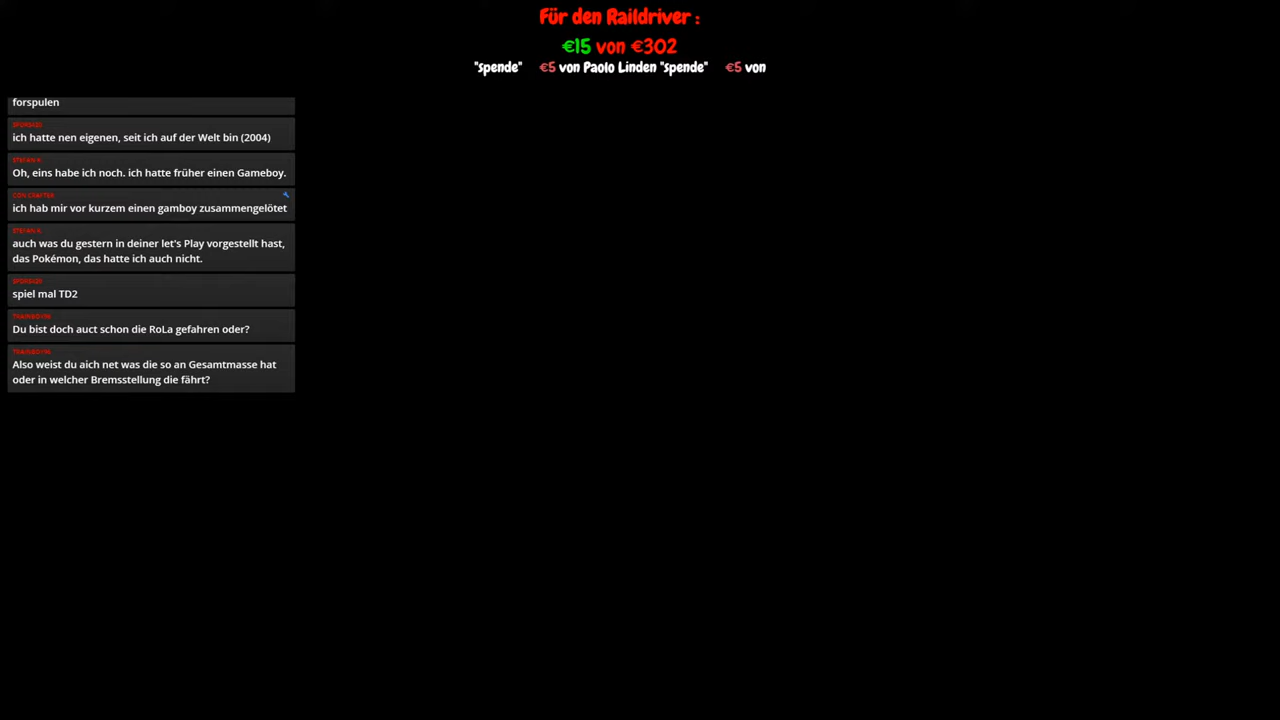 Für den Raildriver :
€15 von €302
"spende" €5 von Paolo Linden "spende" €5 von
forspulen
ich hatte nen eigenen, seit ich auf der Welt bin (2004)
STEFAN K.
Oh, eins habe ich noch. ich hatte früher einen Gameboy.
CON CRAFTER
ich hab mir vor kurzem einen gamboy zusammengelötet
STEFAN K.
auch was du gestern in deiner let's Play vorgestellt hast,
das Pokémon, das hatte ich auch nicht.
spiel mal TD2
Du bist doch auct schon die RoLa gefahren oder?
Also weist du aich net was die so an Gesamtmasse hat
oder in welcher Bremsstellung die fährt?